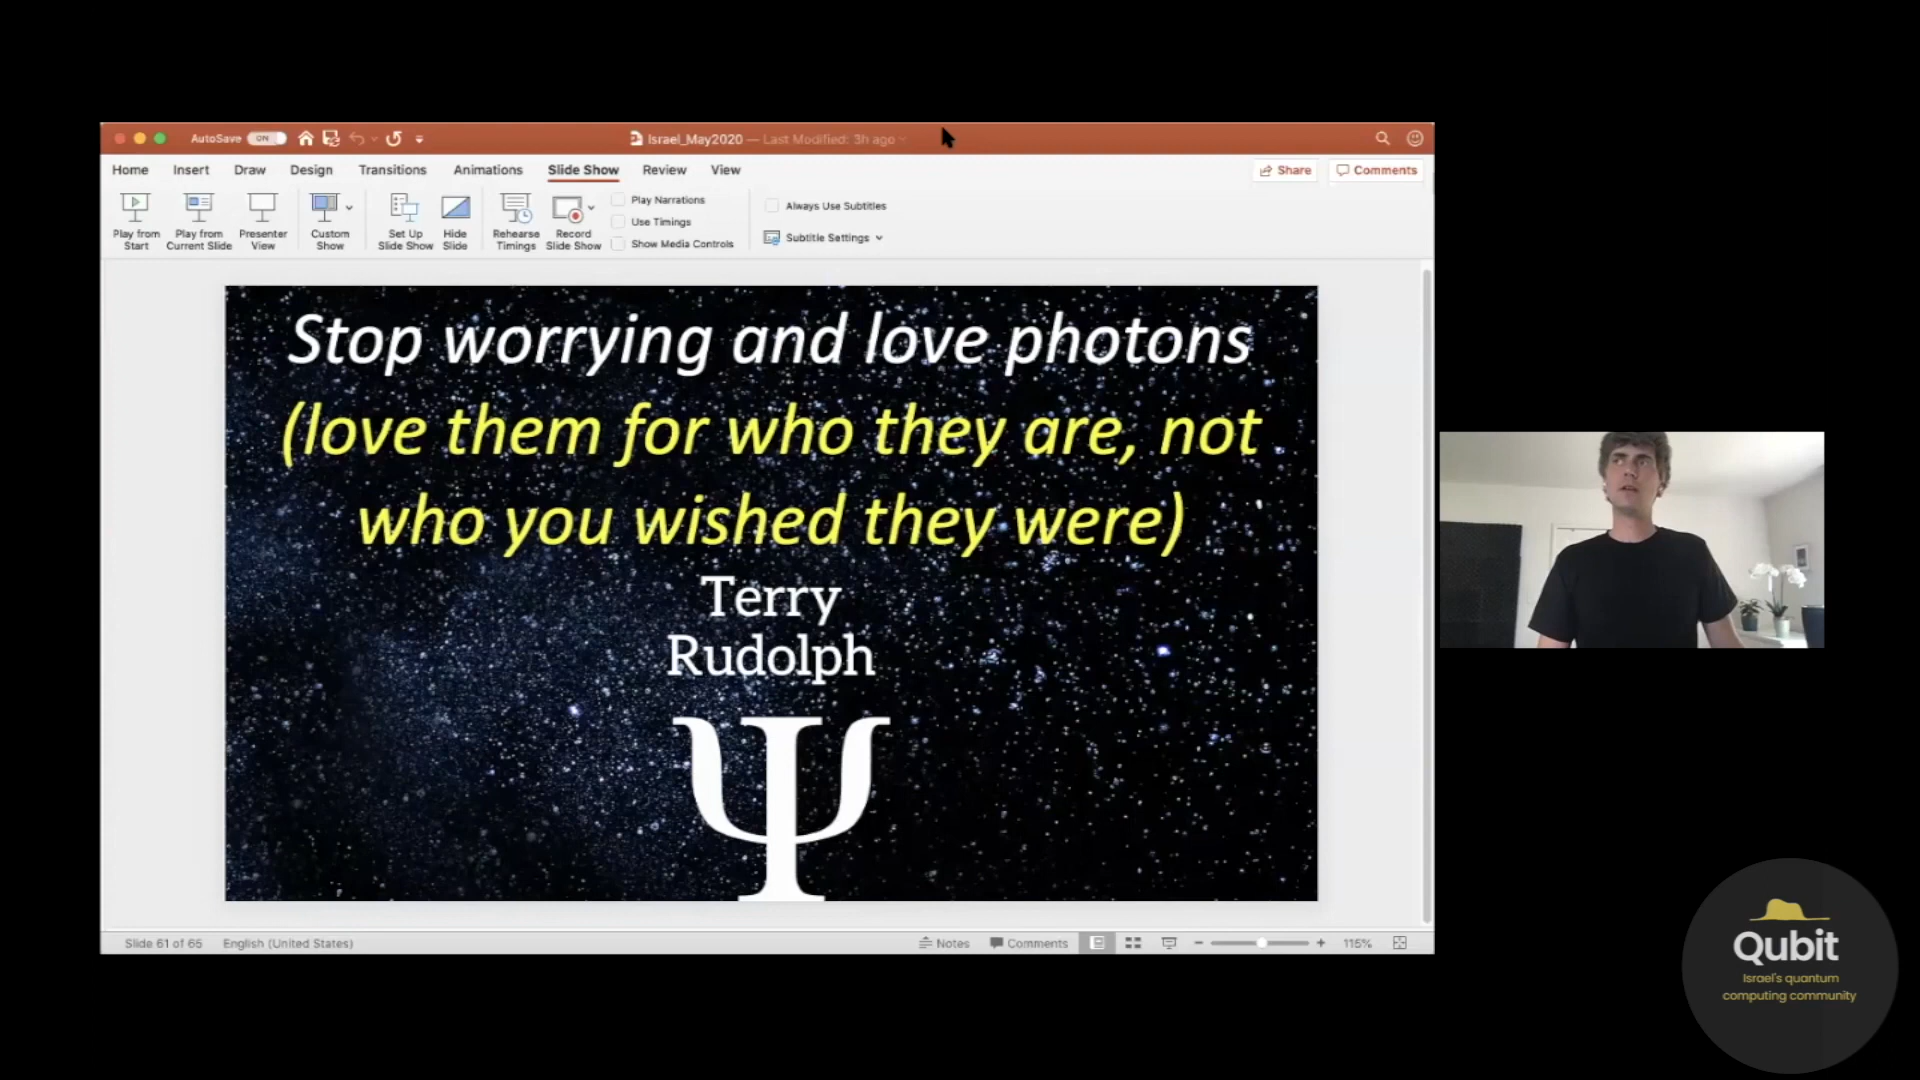 AutoSave ON
Israel_May2020 — Last Modified: 3h ago
Home Insert Draw Design Transitions Animations Slide Show Review View
Share Comments
Play from Start
Play from Current Slide
Presenter View
Custom Show
Set Up Slide Show
Hide Slide
Rehearse Timings
Record Slide Show
Play Narrations
Use Timings
Show Media Controls
Always Use Subtitles
Subtitle Settings
Stop worrying and love photons
(love them for who they are, not
who you wished they were)
Terry
Rudolph
Ψ
Slide 61 of 65 English (United States)
Notes Comments 115%
Qubit
Israel's quantum
computing community